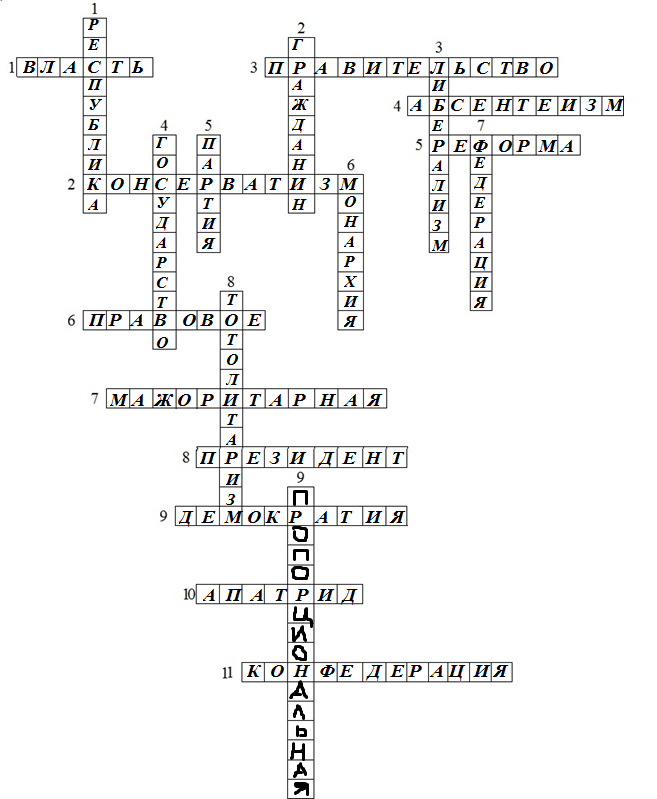 1 РЕСПУБЛИКА
2 ГРАЖДАНИН
3 ЛИБЕРАЛИЗМ
1 ВЛАСТЬ
3 ПРАВИТЕЛЬСТВО
4 АБСЕНТЕИЗМ
4 ГОСУДАРСТВО
5 ПАРТИЯ
7 ФЕДЕРАЦИЯ
5 РЕФОРМА
6 МОНАРХИЯ
2 КОНСЕРВАТИЗМ
8 ТОТОЛИТАРИЗМ
6 ПРАВОВОЕ
7 МАЖОРИТАРНАЯ
8 ПРЕЗИДЕНТ
9 ПРОПОРЦИОНАЛЬНАЯ
9 ДЕМОКРАТИЯ
10 АПАТРИД
11 КОНФЕДЕРАЦИЯ